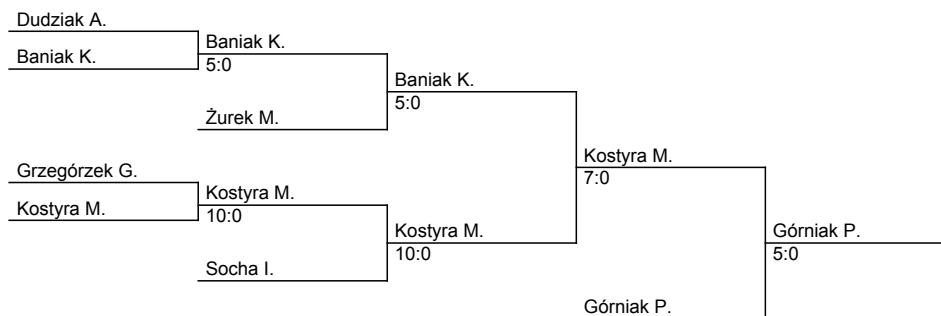 Dudziak A.
Baniak K.
Baniak K.
5:0
Baniak K.
5:0
Żurek M.
Kostyra M.
7:0
Grzegórzek G.
Kostyra M.
Kostyra M.
10:0
Kostyra M.
10:0
Górniak P.
5:0
Socha I.
Górniak P.